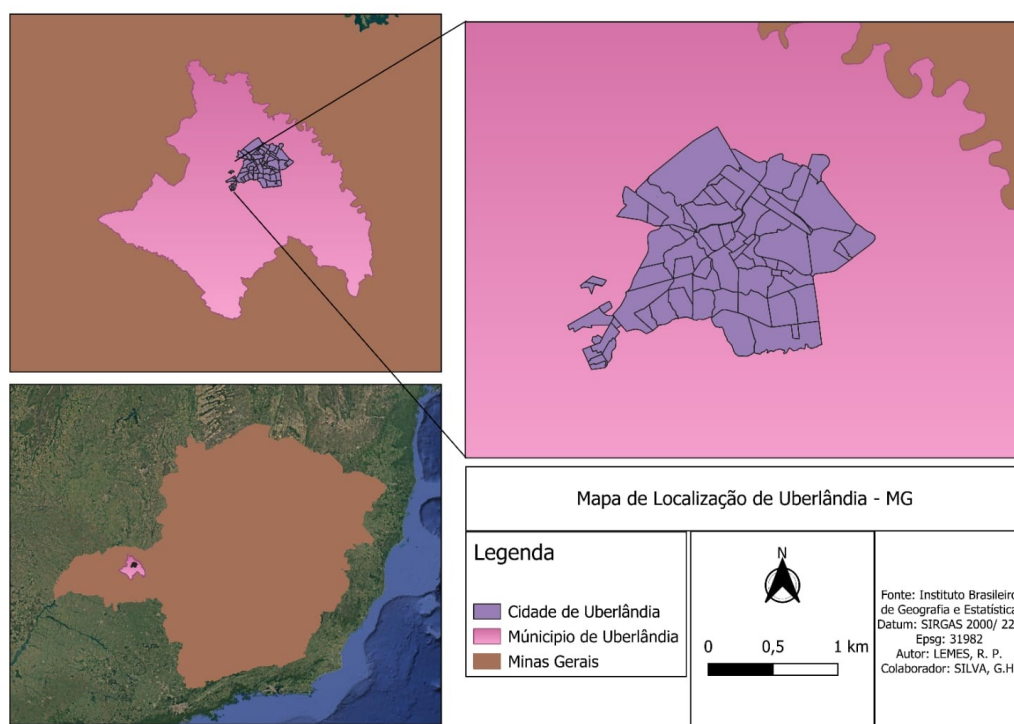 Mapa de Localização de Uberlândia - MG
Legenda
Cidade de Uberlândia
Múnicipio de Uberlândia
Minas Gerais
N
0 0,5 1 km
Fonte: Instituto Brasileiro
de Geografia e Estatística
Datum: SIRGAS 2000/ 22
Epsg: 31982
Autor: LEMES, R. P.
Colaborador: SILVA, G.H